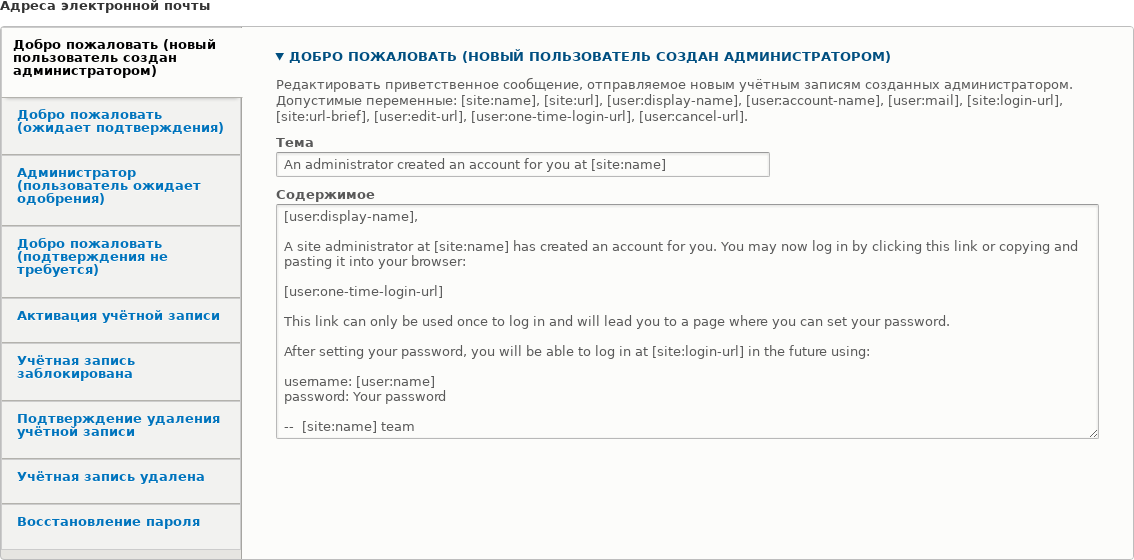 Адреса электронной почты
Добро пожаловать (новый
пользователь создан
администратором)
Добро пожаловать
(ожидает подтверждения)
Администратор
(пользователь ожидает
одобрения)
Добро пожаловать
(подтверждения не
требуется)
Активация учётной записи
Учётная запись
заблокирована
Подтверждение удаления
учётной записи
Учётная запись удалена
Восстановление пароля
▼ ДОБРО ПОЖАЛОВАТЬ (НОВЫЙ ПОЛЬЗОВАТЕЛЬ СОЗДАН АДМИНИСТРАТОРОМ)
Редактировать приветственное сообщение, отправляемое новым учётным записям созданных администратором.
Допустимые переменные: [site:name], [site:url], [user:display-name], [user:account-name], [user:mail], [site:login-url],
[site:url-brief], [user:edit-url], [user:one-time-login-url], [user:cancel-url].
Тема
An administrator created an account for you at [site:name]
Содержимое
[user:display-name],
A site administrator at [site:name] has created an account for you. You may now log in by clicking this link or copying and
pasting it into your browser:
[user:one-time-login-url]
This link can only be used once to log in and will lead you to a page where you can set your password.
After setting your password, you will be able to log in at [site:login-url] in the future using:
username: [user:name]
password: Your password
--  [site:name] team